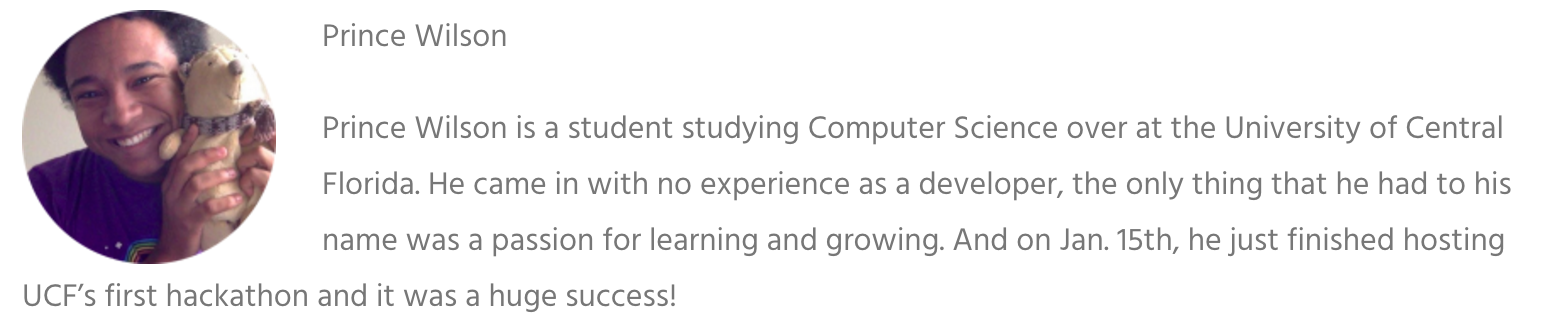 Prince Wilson
Prince Wilson is a student studying Computer Science over at the University of Central
Florida. He came in with no experience as a developer, the only thing that he had to his
name was a passion for learning and growing. And on Jan. 15th, he just finished hosting
UCF’s first hackathon and it was a huge success!